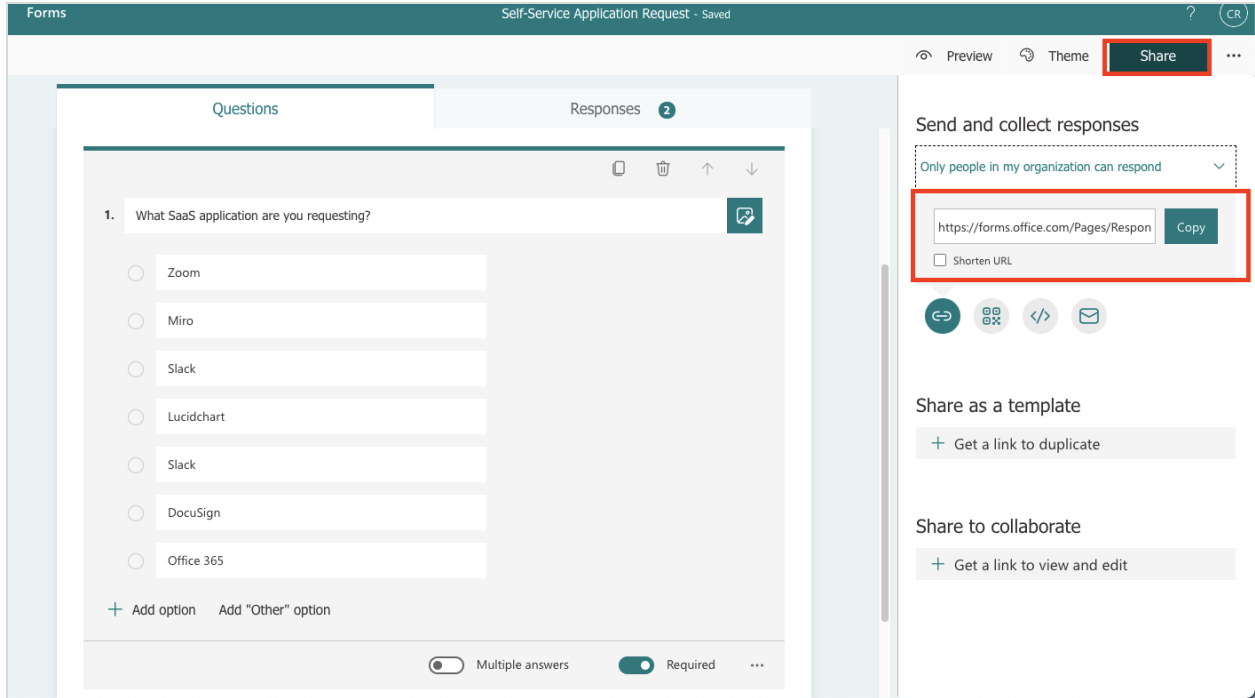 Forms
Self-Service Application Request - Saved
? CR
Preview Theme Share ...
Questions
Responses 2
1. What SaaS application are you requesting?
Zoom
Miro
Slack
Lucidchart
Slack
DocuSign
Office 365
+ Add option Add "Other" option
Multiple answers Required ...
Send and collect responses
Only people in my organization can respond
https://forms.office.com/Pages/Respon Copy
Shorten URL
</>
Share as a template
+ Get a link to duplicate
Share to collaborate
+ Get a link to view and edit